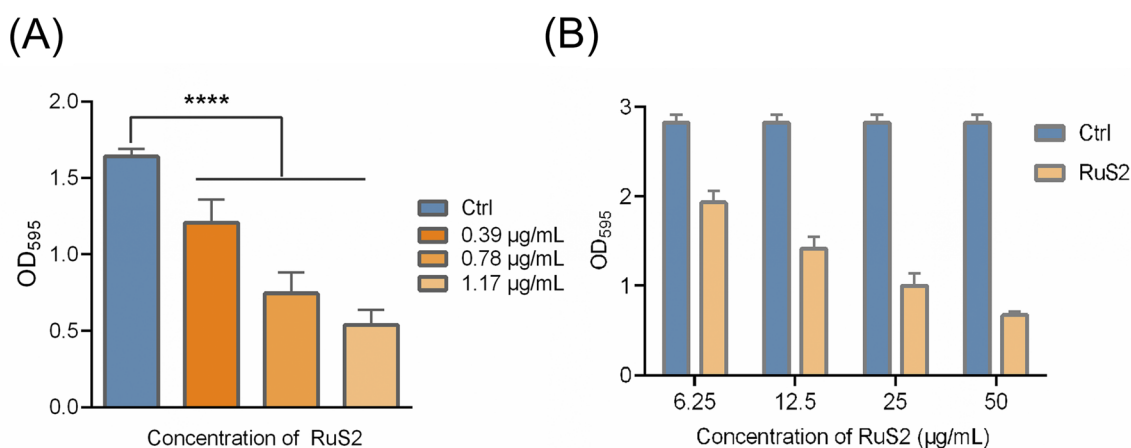 (A)
(B)
OD595
2.0
1.5
1.0
0.5
0.0
****
Ctrl
0.39 µg/mL
0.78 µg/mL
1.17 µg/mL
Concentration of RuS2
OD595
3
2
1
0
6.25 12.5 25 50
Ctrl
RuS2
Concentration of RuS2 (µg/mL)